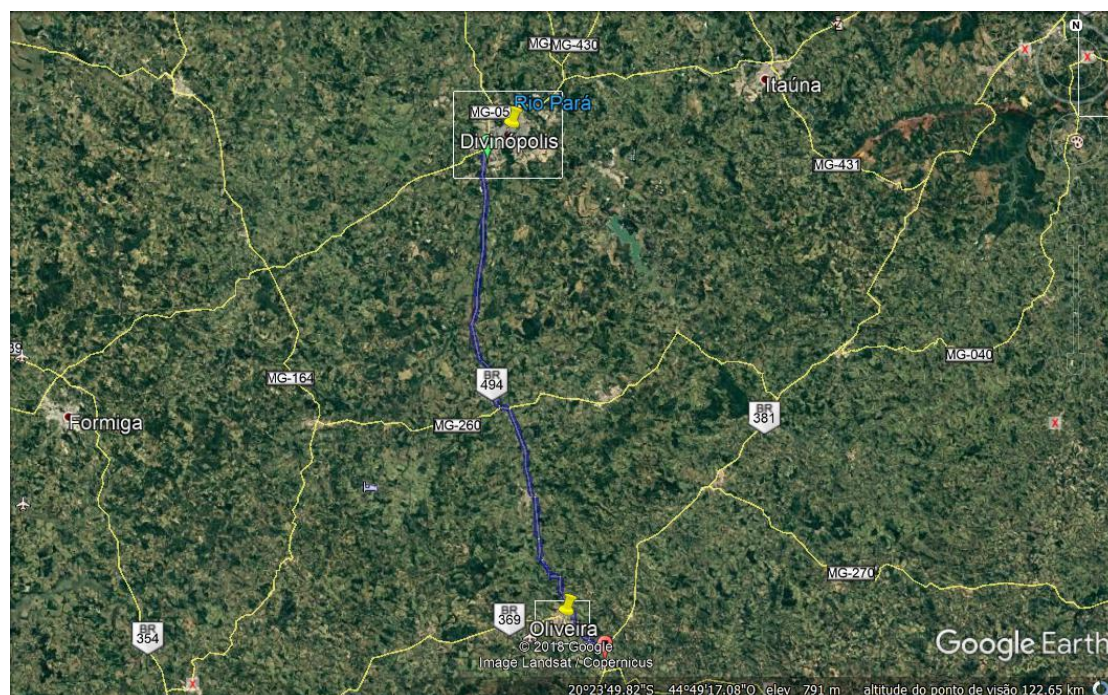 MG
MG-430
N
Itaúna
Rio Pará
MG-05
Divinópolis
MG-431
MG-040
BR
494
MG-164
BR
381
Formiga
MG-260
MG-270
BR
369
BR
354
Oliveira
© 2018 Google
Image Landsat / Copernicus
Google Earth
20°23'49.82"S 44°49'17.08"O elev 791 m altitude do ponto de visão 122.65 km